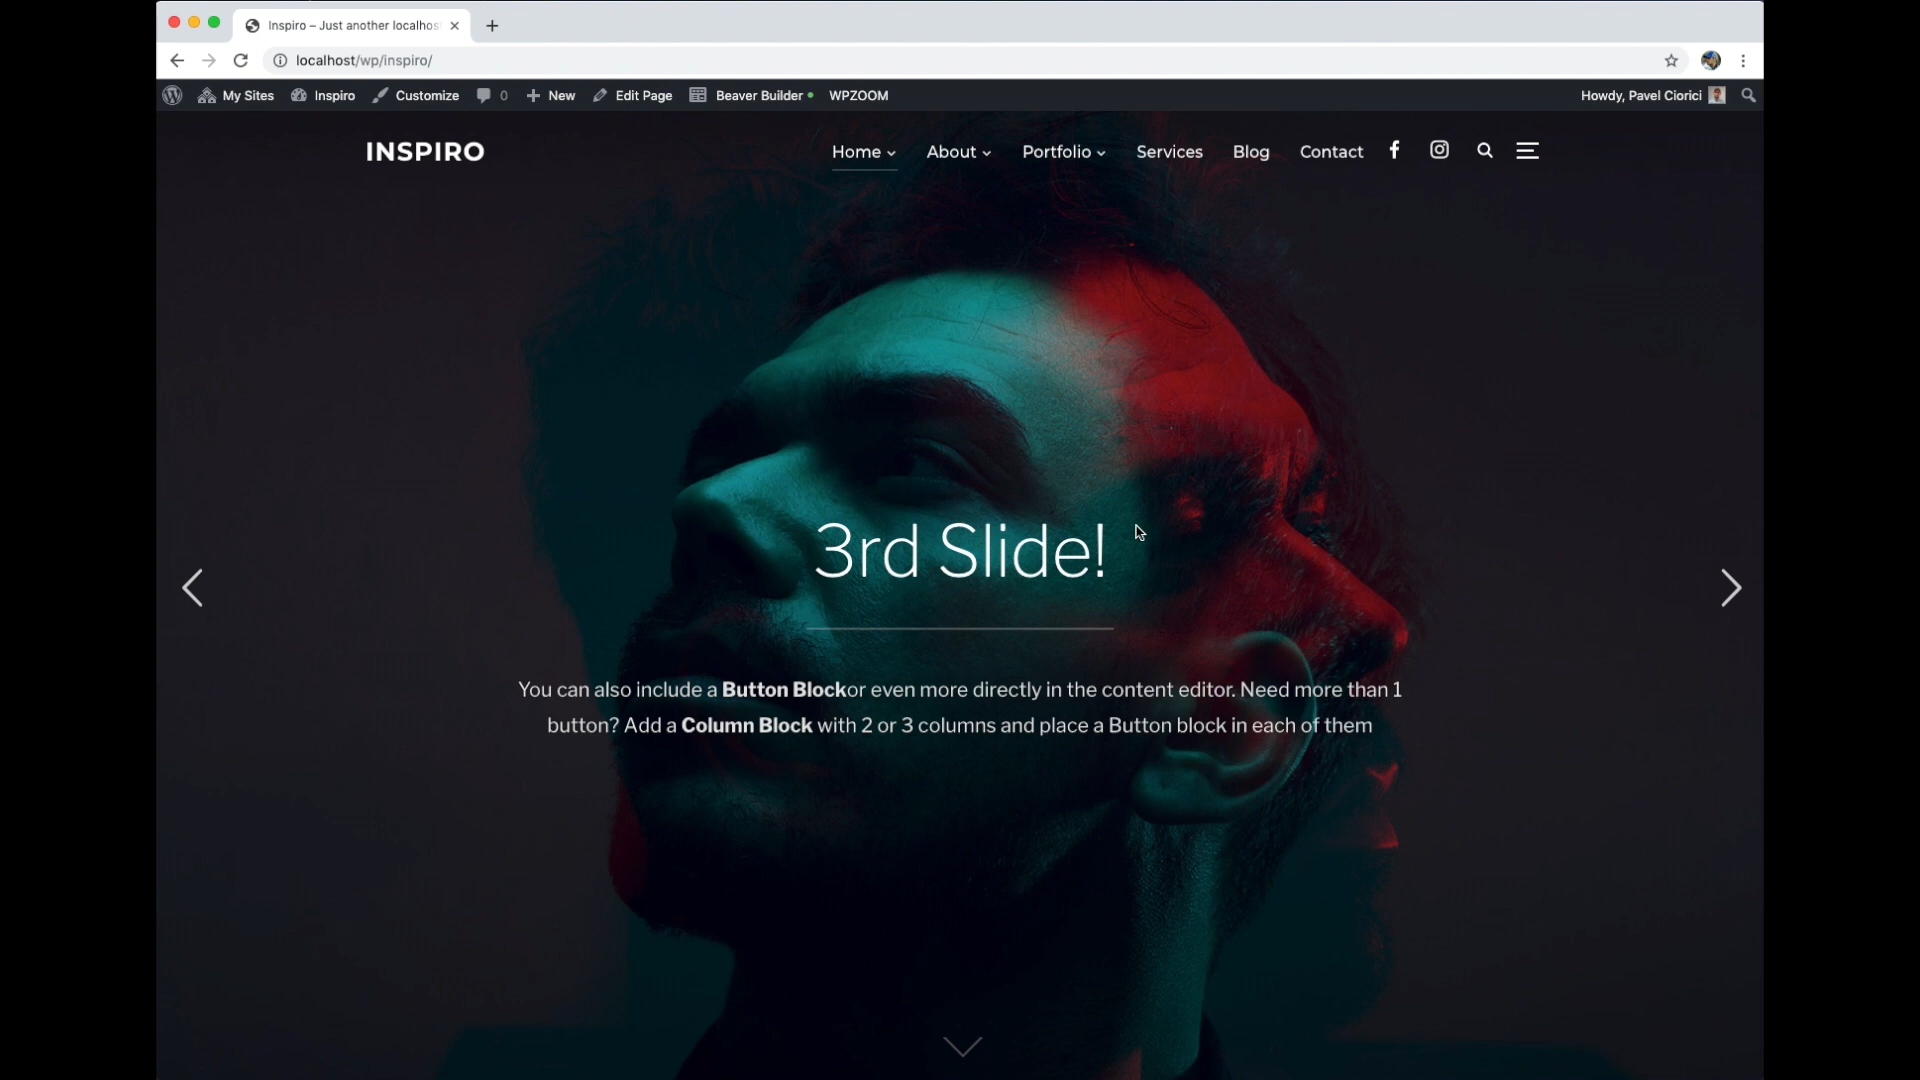 Inspiro – Just another localhos
localhost/wp/inspiro/
My Sites Inspiro Customize 0 New Edit Page Beaver Builder WPZOOM Howdy, Pavel Ciorici
INSPIRO Home About Portfolio Services Blog Contact
3rd Slide!
You can also include a Button Blockor even more directly in the content editor. Need more than 1
button? Add a Column Block with 2 or 3 columns and place a Button block in each of them